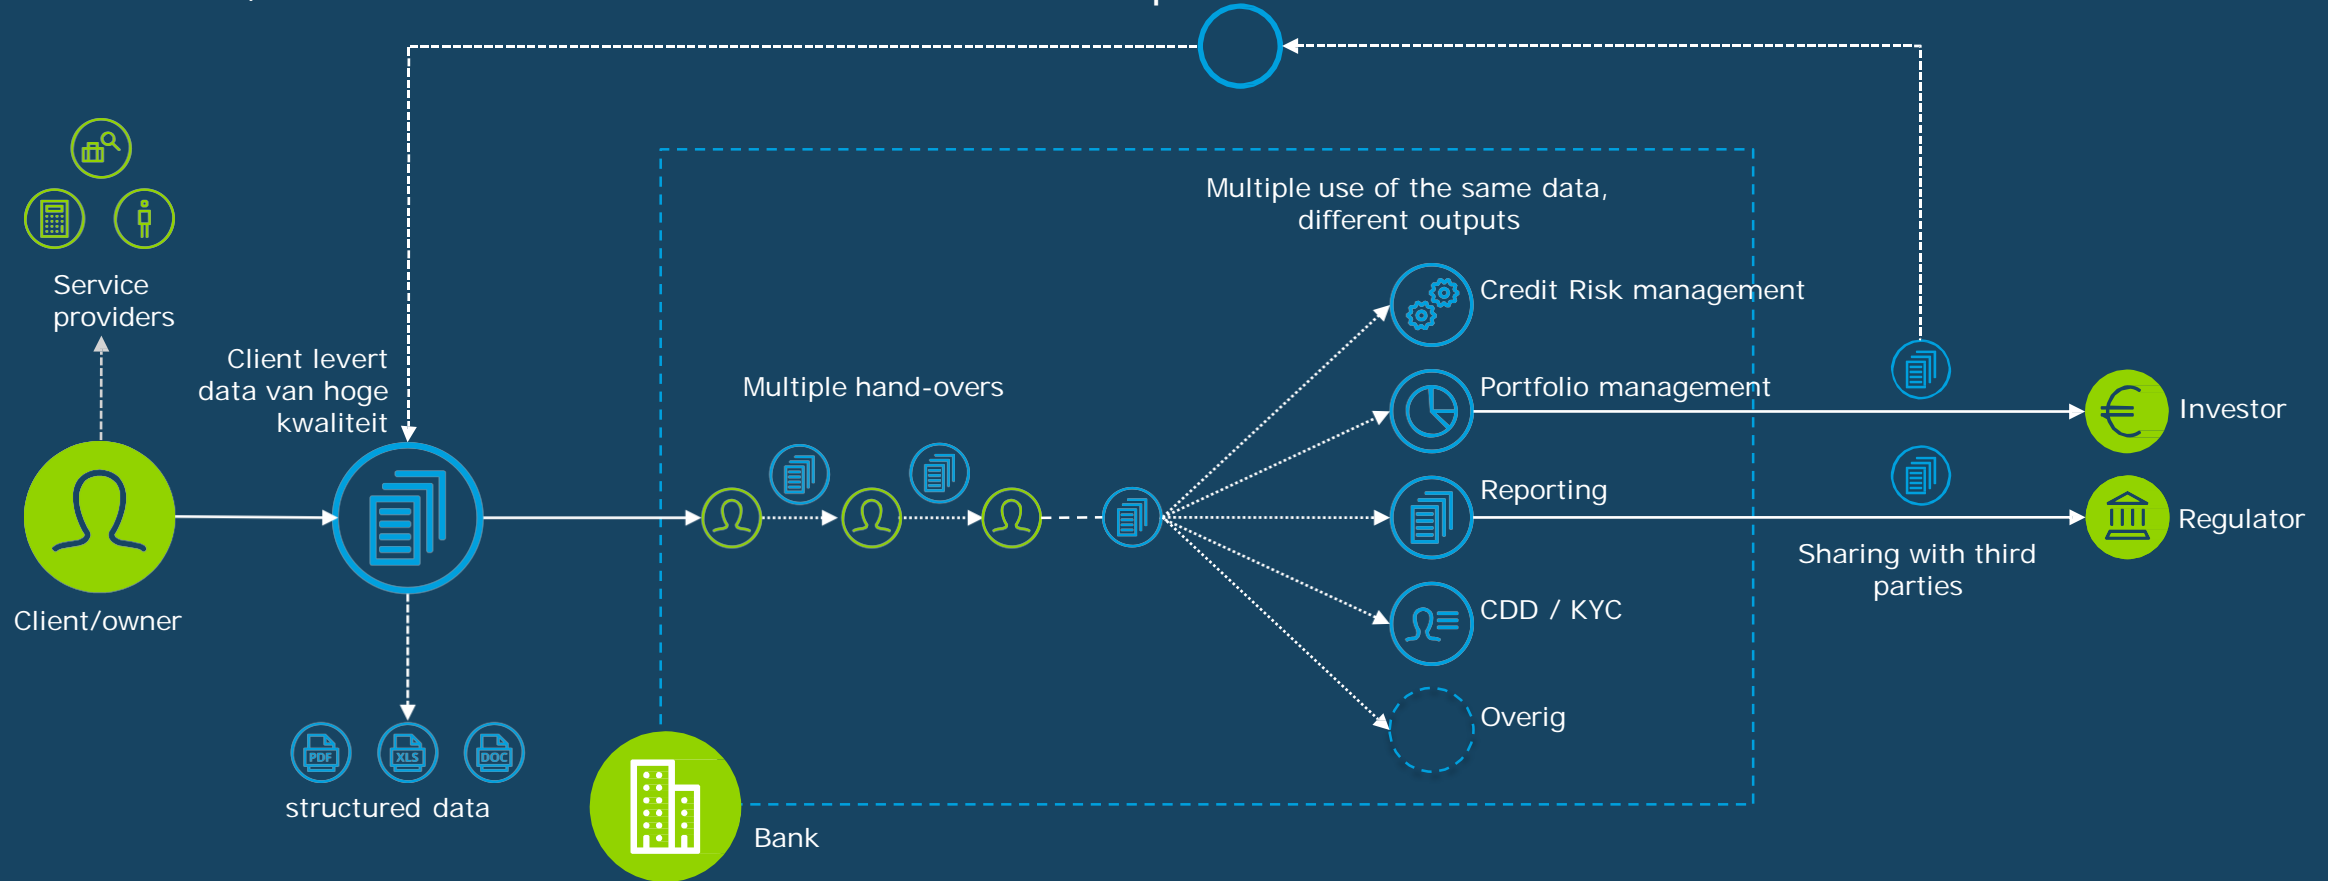 Multiple use of the same data,
different outputs
Service
providers
Credit Risk management
Client levert
data van hoge
kwaliteit
Multiple hand-overs
Portfolio management
Investor
Reporting
Regulator
Sharing with third
parties
Client/owner
CDD / KYC
Overig
PDF
XLS
DOC
structured data
Bank